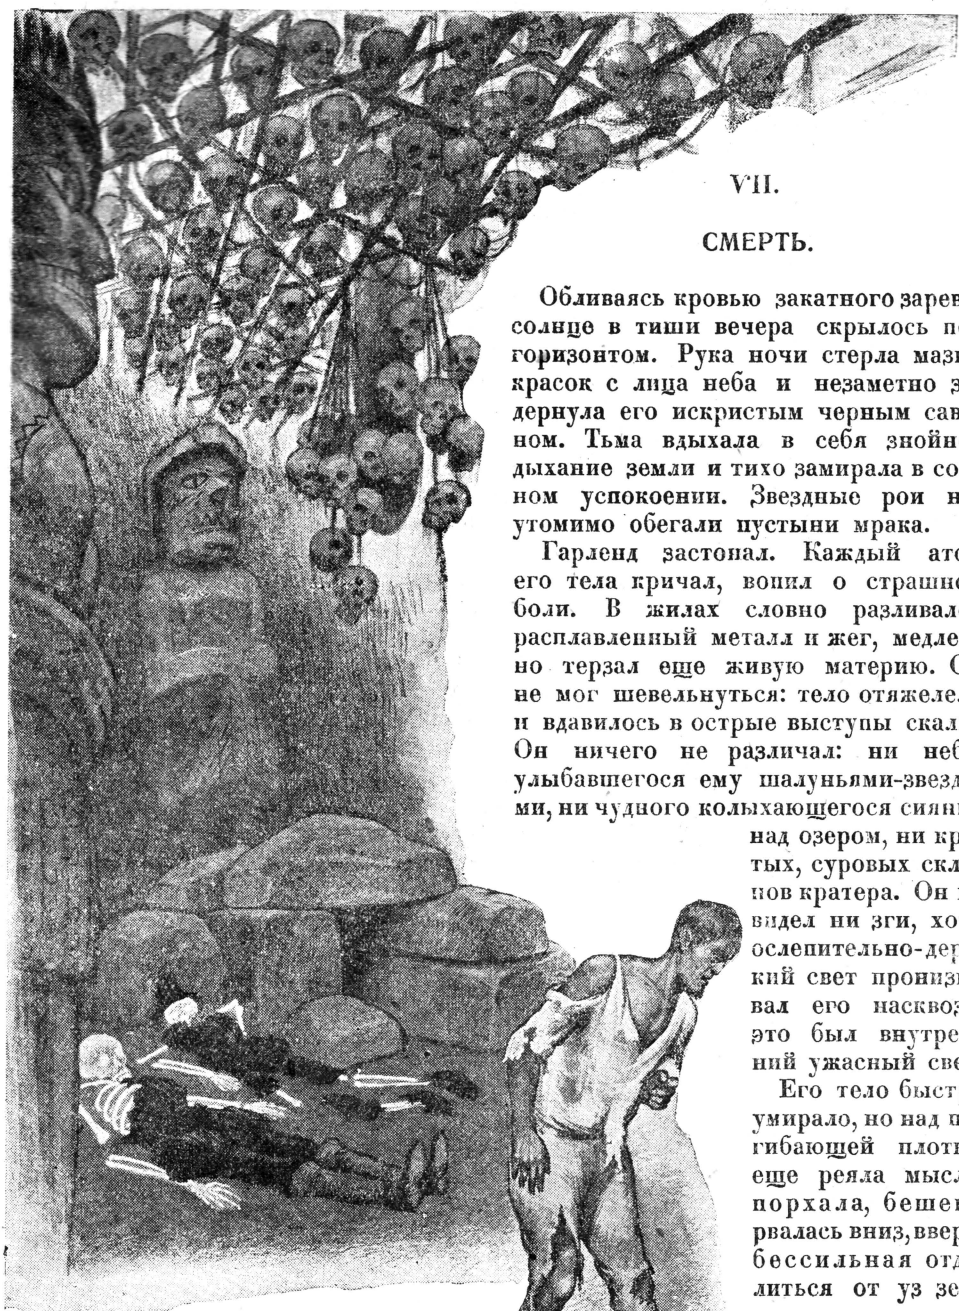 VII.
СМЕРТЬ.
Обливаясь кровью закатного зарев
солнце в тиши вечера скрылось п
горизонтом. Рука ночи стерла маз
красок с лица неба и незаметно з
дернула его искристым черным сав
ном. Тьма вдыхала в себя знойн
дыхание земли и тихо замирала в со
ном успокоении. Звездные рои н
утомимо обегали пустыни мрака.
Гарленд застонал. Каждый ато
его тела кричал, вопил о страшно
боли. В жилах словно разливал
расплавленный металл и жег, медле
но терзал еще живую материю. О
не мог шевельнуться: тело отяжеле
и вдавилось в острые выступы скал
Он ничего не различал: ни неб
улыбавшегося ему шалуньями-звезд
ми, ни чудного колыхающегося сиян
над озером, ни кр
тых, суровых скл
нов кратера. Он
видел ни зги, хо
ослепительно-дер
кий свет пронизы
вал его насквоз
это был внутре
ний ужасный све
Его тело быст
умирало, но над п
гибающей плоть
еще реяла мысл
порхала, бешен
рвалась вниз, ввер
бессильная отд
литься от уз зе